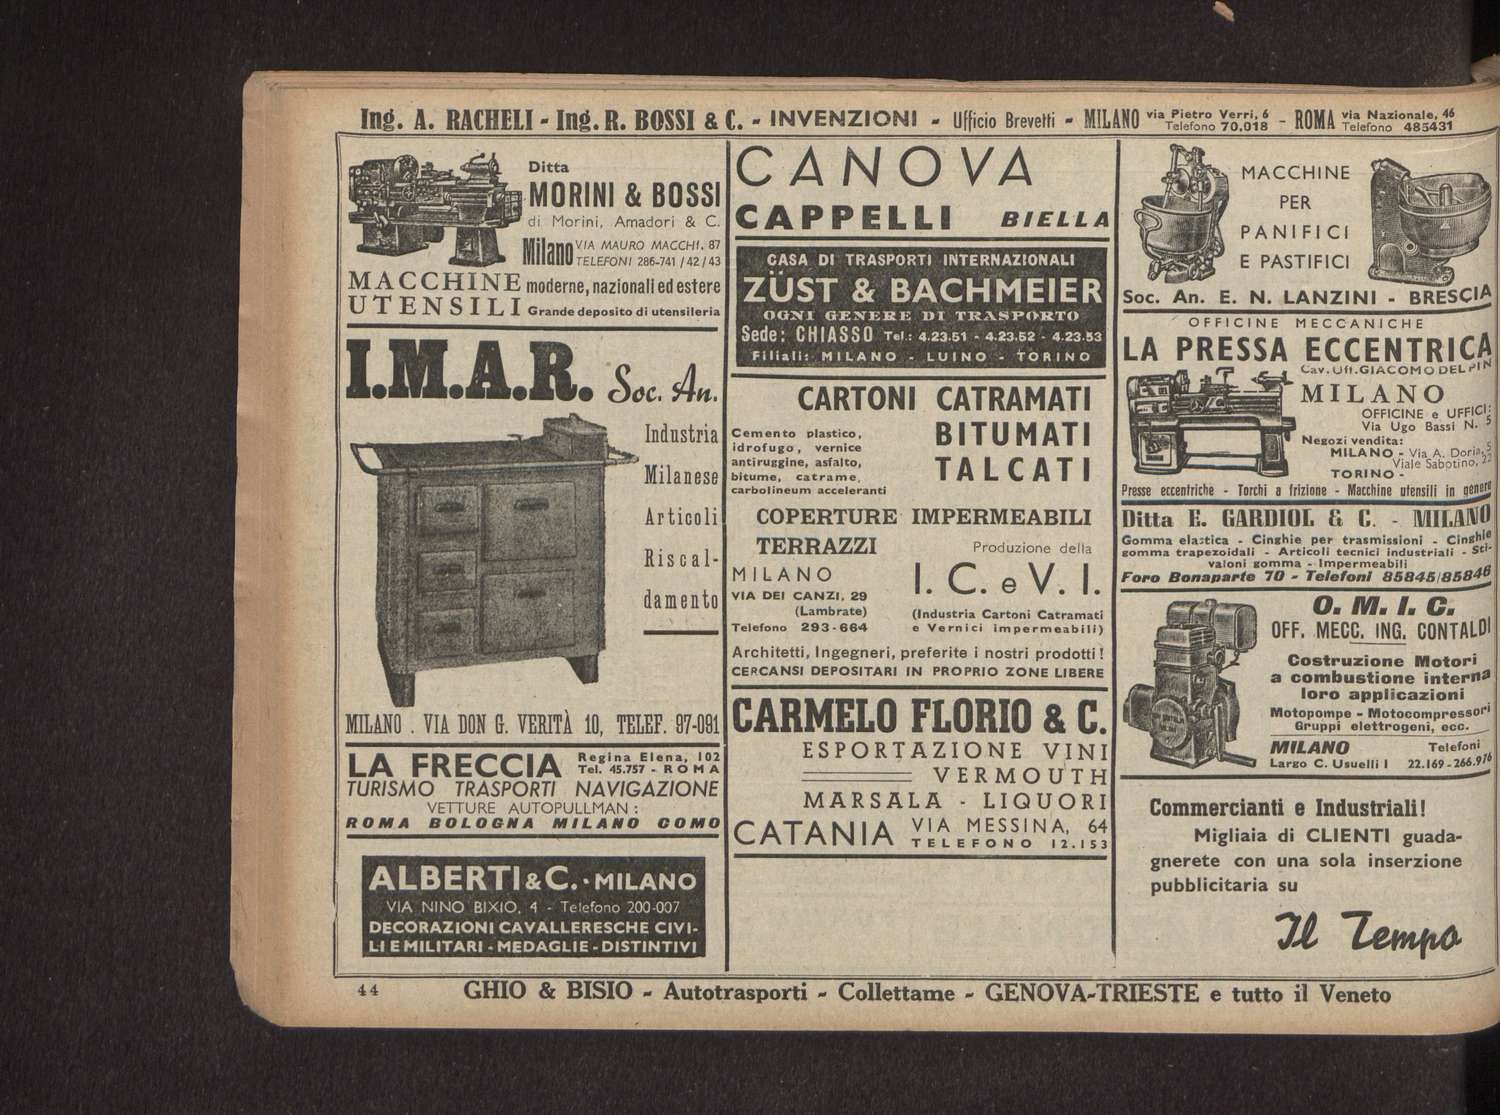 Ing. A. RACHELI - Ing. R. BOSSI & C. - INVENZIONI - Ufficio Brevetti - MILANO via Pietro Verri, 6 Telefono 70.018 - ROMA via Nazionale, 46 Telefono 485431
Ditta
MORINI & BOSSI
di Morini, Amadori & C.
Milano VIA MAURO MACCHI, 87
TELEFONI 286-741 / 42 / 43
MACCHINE moderne, nazionali ed estere
UTENSILI Grande deposito di utensileria
I.M.A.R. Soc. An.
Industria
Milanese
Articoli
Riscal-
damento
MILANO . VIA DON G. VERITÀ 10, TELEF. 97-091
LA FRECCIA Regina Elena, 102
Tel. 45.757 - ROMA
TURISMO TRASPORTI NAVIGAZIONE
VETTURE AUTOPULLMAN :
ROMA BOLOGNA MILANO COMO
ALBERTI & C. · MILANO
VIA NINO BIXIO, 4 - Telefono 200-007
DECORAZIONI CAVALLERESCHE CIVI-
LI E MILITARI - MEDAGLIE - DISTINTIVI
CANOVA
CAPPELLI BIELLA
CASA DI TRASPORTI INTERNAZIONALI
ZÜST & BACHMEIER
OGNI GENERE DI TRASPORTO
Sede: CHIASSO Tel.: 4.23.51 - 4.23.52 - 4.23.53
Filiali: MILANO - LUINO - TORINO
CARTONI CATRAMATI
BITUMATI
TALCATI
Cemento plastico,
idrofugo, vernice
antiruggine, asfalto,
bitume, catrame,
carbolineum acceleranti
COPERTURE IMPERMEABILI
TERRAZZI
Produzione della
MILANO
VIA DEI CANZI, 29
(Lambrate)
Telefono 293-664
I. C. e V. I.
(Industria Cartoni Catramati
e Vernici impermeabili)
Architetti, Ingegneri, preferite i nostri prodotti !
CERCANSI DEPOSITARI IN PROPRIO ZONE LIBERE
CARMELO FLORIO & C.
ESPORTAZIONE VINI
VERMOUTH
MARSALA - LIQUORI
CATANIA VIA MESSINA, 64
TELEFONO 12.153
MACCHINE
PER
PANIFICI
E PASTIFICI
Soc. An. E. N. LANZINI - BRESCIA
OFFICINE MECCANICHE
LA PRESSA ECCENTRICA
Cav. Uff. GIACOMO DEL PIN
MILANO
OFFICINE e UFFICI:
Via Ugo Bassi N. 5
Negozi vendita:
MILANO - Via A. Doria, 5
Viale Sabotino, 22
TORINO -
Presse eccentriche - Torchi a frizione - Macchine utensili in genere
Ditta E. GARDIOL & C. - MILANO
Gomma elastica - Cinghie per trasmissioni - Cinghie
gomma trapezoidali - Articoli tecnici industriali - Sti-
valoni gomma - Impermeabili
Foro Bonaparte 70 - Telefoni 85845/85846
O. M. I. C.
OFF. MECC. ING. CONTALDI
Costruzione Motori
a combustione interna
loro applicazioni
Motopompe - Motocompressori
Gruppi elettrogeni, ecc.
MILANO Telefoni
Largo C. Usuelli 1 22.169 - 266.976
Commercianti e Industriali!
Migliaia di CLIENTI guada-
gnerete con una sola inserzione
pubblicitaria su
Il Tempo
44 GHIO & BISIO - Autotrasporti - Collettame - GENOVA-TRIESTE e tutto il Veneto